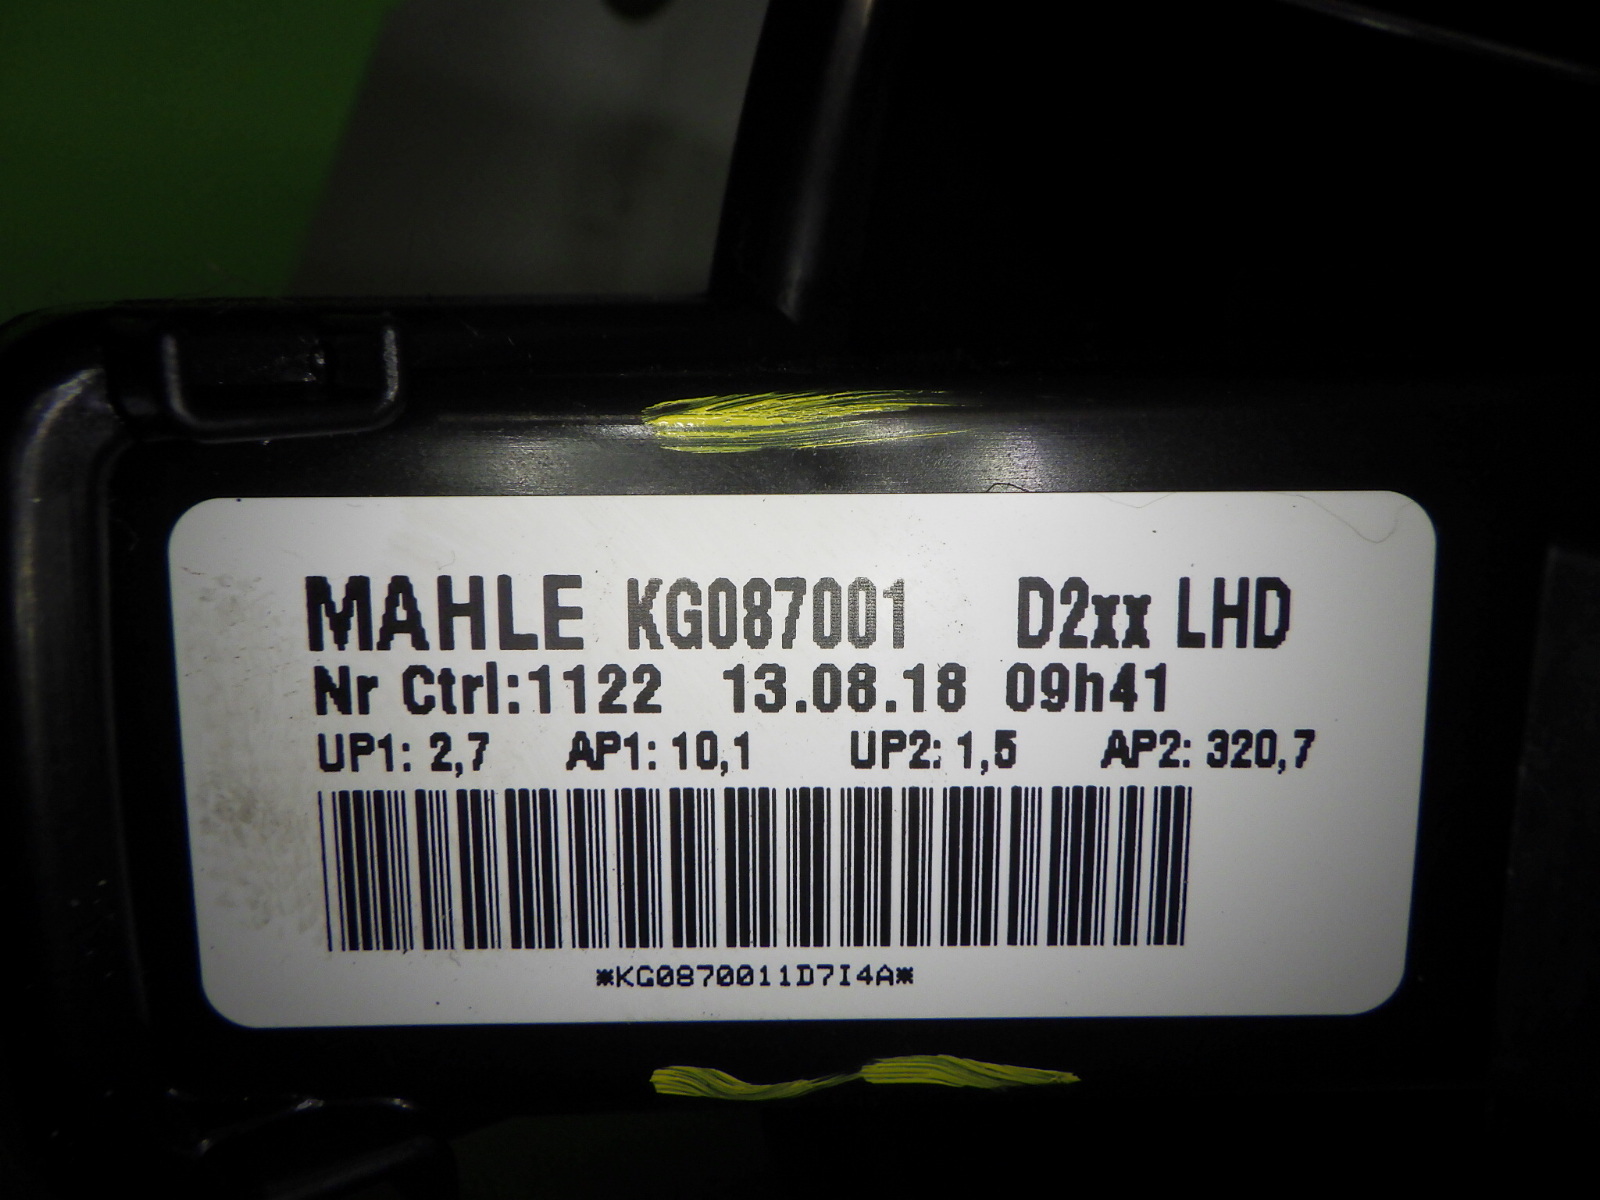 MAHLE KG087001 D2xx LHD
Nr Ctrl:1122 13.08.18 09h41
UP1: 2,7 AP1: 10,1 UP2: 1,5 AP2: 320,7
*KG0870011D7I4A*